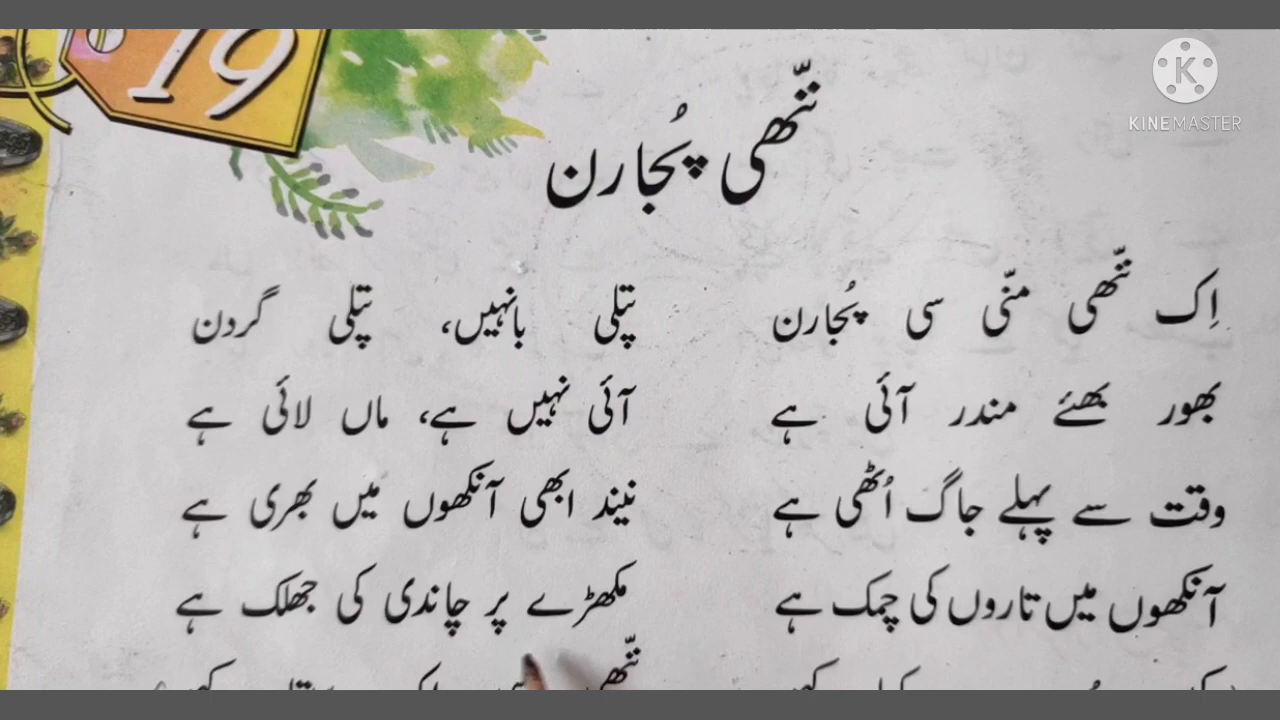 19
KINEMASTER
ننّھی پُجارن
اِک ننّھی منّی سی پُجارن پتلی بانہیں، پتلی گردن
بھور بھئے مندر آئی ہے آئی نہیں ہے، ماں لائی ہے
وقت سے پہلے جاگ اُٹھی ہے نیند ابھی آنکھوں میں بھری ہے
آنکھوں میں تاروں کی چمک ہے مکھڑے پر چاندی کی جھلک ہے